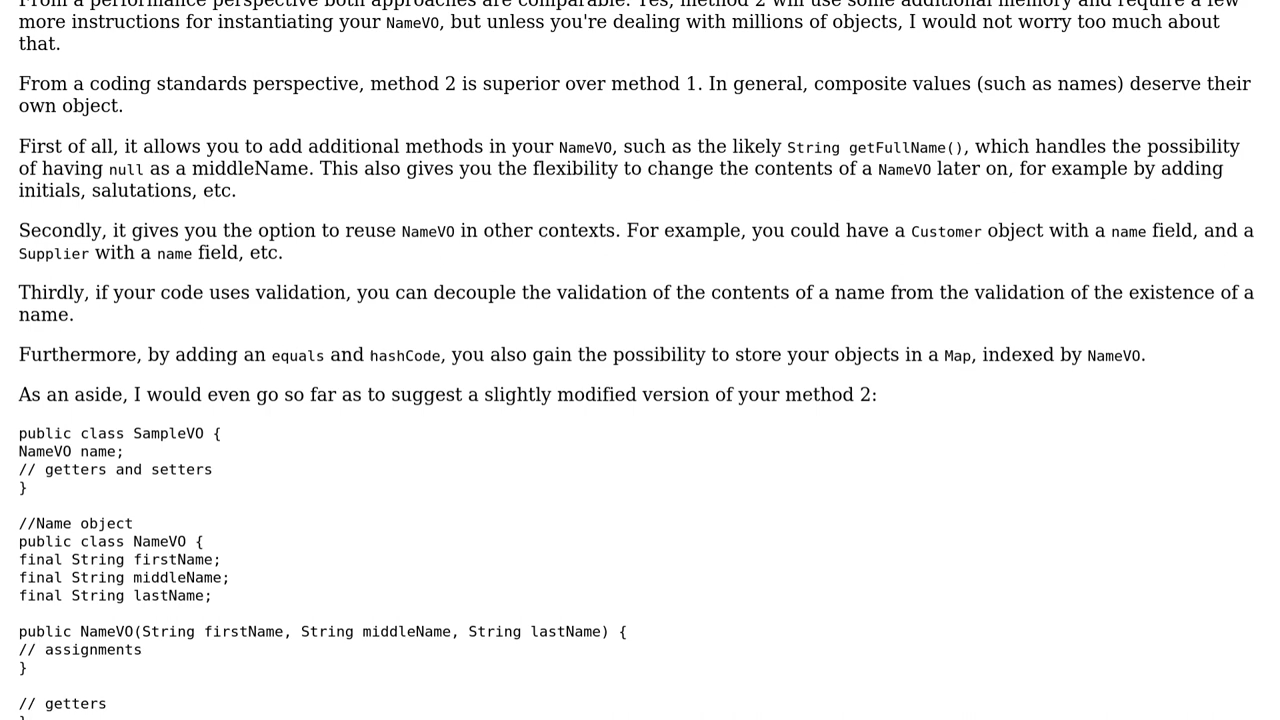 From a performance perspective both approaches are comparable. Yes, method 2 will use some additional memory and require a few
more instructions for instantiating your NameVO, but unless you're dealing with millions of objects, I would not worry too much about
that.
From a coding standards perspective, method 2 is superior over method 1. In general, composite values (such as names) deserve their
own object.
First of all, it allows you to add additional methods in your NameVO, such as the likely String getFullName(), which handles the possibility
of having null as a middleName. This also gives you the flexibility to change the contents of a NameVO later on, for example by adding
initials, salutations, etc.
Secondly, it gives you the option to reuse NameVO in other contexts. For example, you could have a Customer object with a name field, and a
Supplier with a name field, etc.
Thirdly, if your code uses validation, you can decouple the validation of the contents of a name from the validation of the existence of a
name.
Furthermore, by adding an equals and hashCode, you also gain the possibility to store your objects in a Map, indexed by NameVO.
As an aside, I would even go so far as to suggest a slightly modified version of your method 2:
public class SampleVO {
NameVO name;
// getters and setters
}
//Name object
public class NameVO {
final String firstName;
final String middleName;
final String lastName;
public NameVO(String firstName, String middleName, String lastName) {
// assignments
}
// getters
}